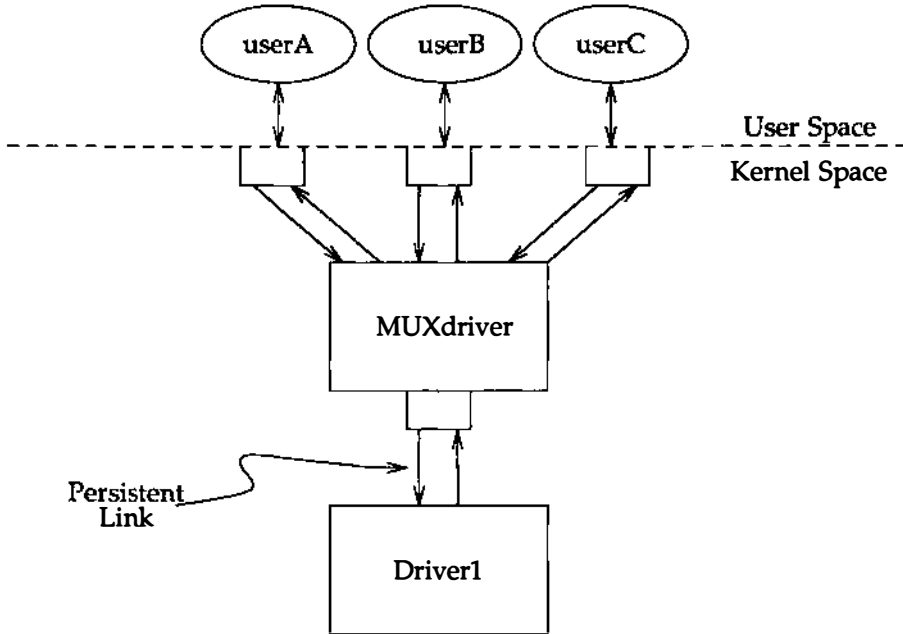 userA
userB
userC
User Space
Kernel Space
MUXdriver
Persistent
Link
Driver1